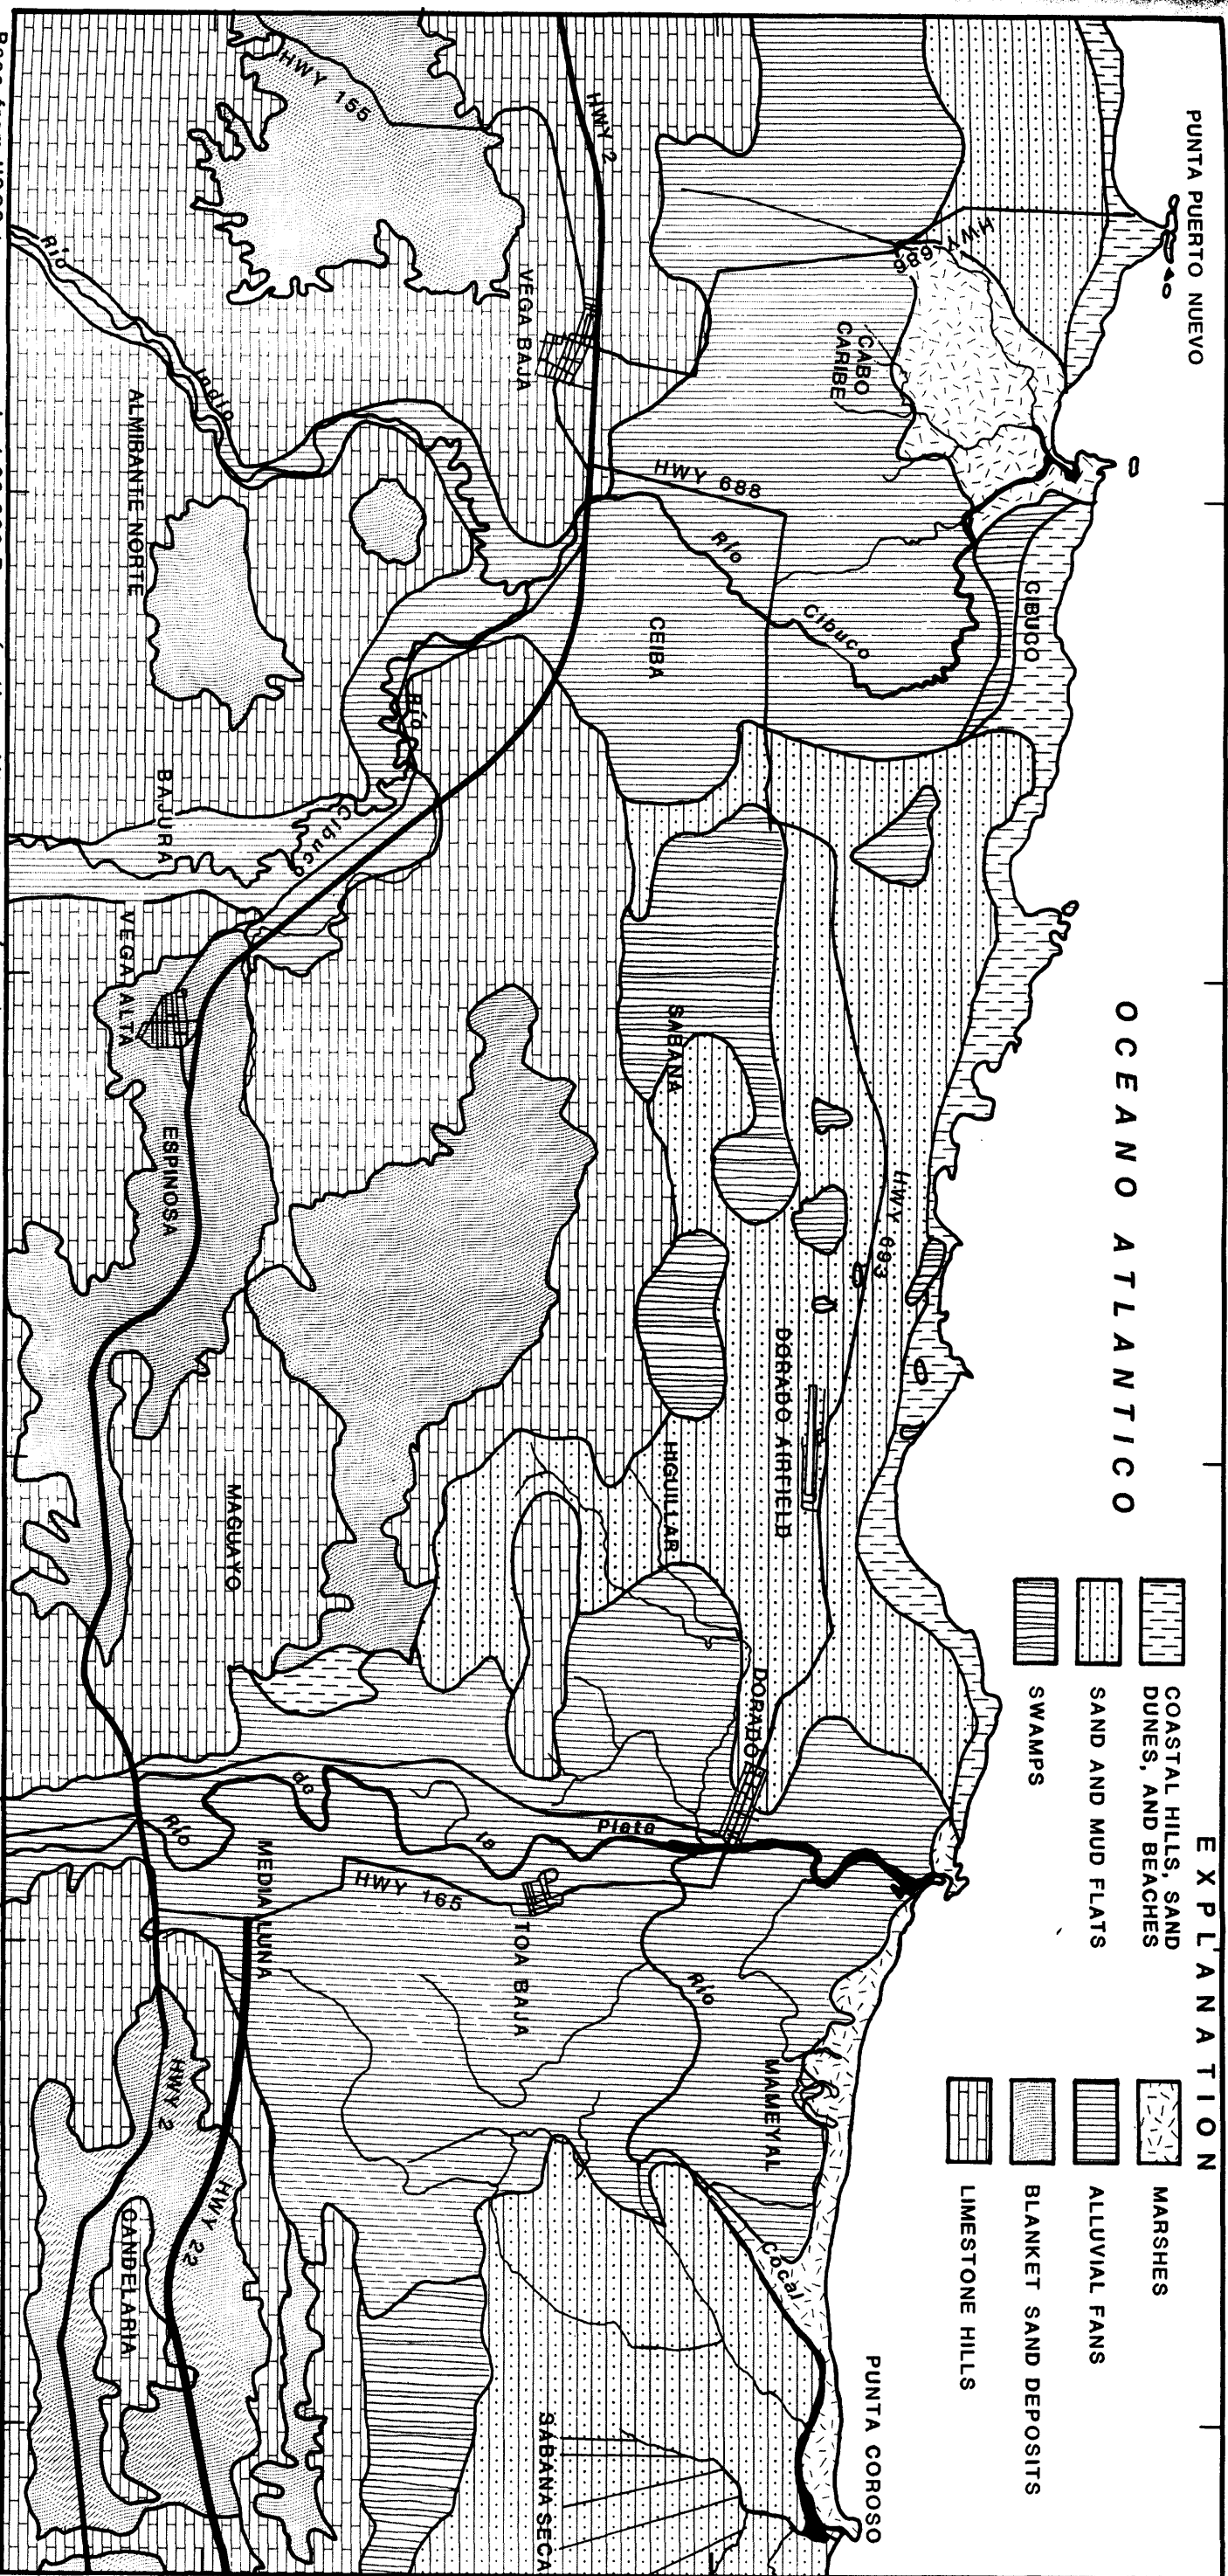 PUNTA PUERTO NUEVO
OCEANO ATLANTICO
EXPLANATION
COASTAL HILLS, SAND
DUNES, AND BEACHES
SAND AND MUD FLATS
SWAMPS
MARSHES
ALLUVIAL FANS
BLANKET SAND DEPOSITS
LIMESTONE HILLS
HWY 686
CABO
CARIBE
CIBUCO
HWY 155
HWY 2
VEGA BAJA
HWY 688
Río
Cibuco
CEIBA
Río
Indio
ALMIRANTE NORTE
Río
Cibuco
BAJURA
VEGA ALTA
ESPINOSA
SABANA
HWY 693
DORADO AIRFIELD
HIGUILLAR
MAGUAYO
DORADO
Río
de
la
Plata
MEDIA LUNA
HWY 165
TOA BAJA
Río
Cocal
MAMEYAL
PUNTA COROSO
SABANA SECA
HWY 2
HWY 22
CANDELARIA